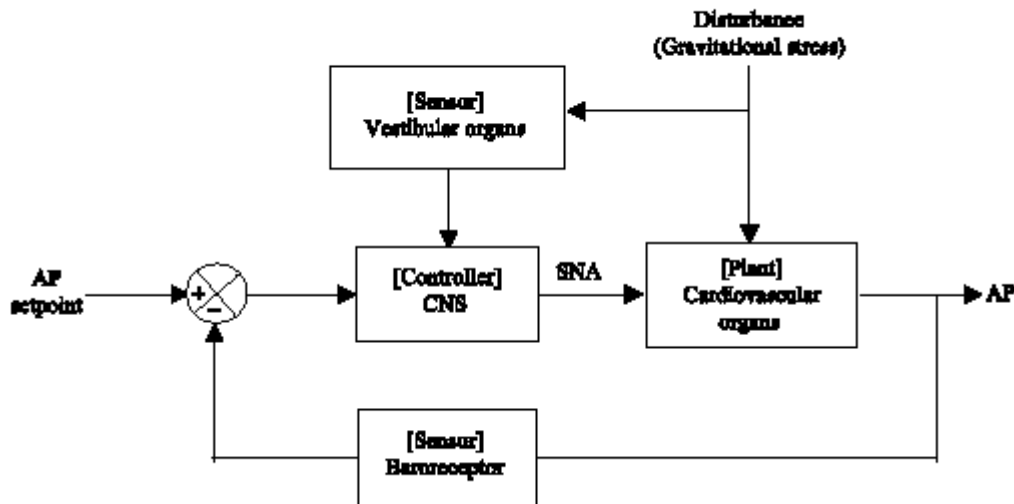 Disturbance
(Gravitational stress)
[Sensor]
Vestibular organs
AP
setpoint
+
−
[Controller]
CNS
SNA
[Plant]
Cardiovascular
organs
AP
[Sensor]
Baroreceptor